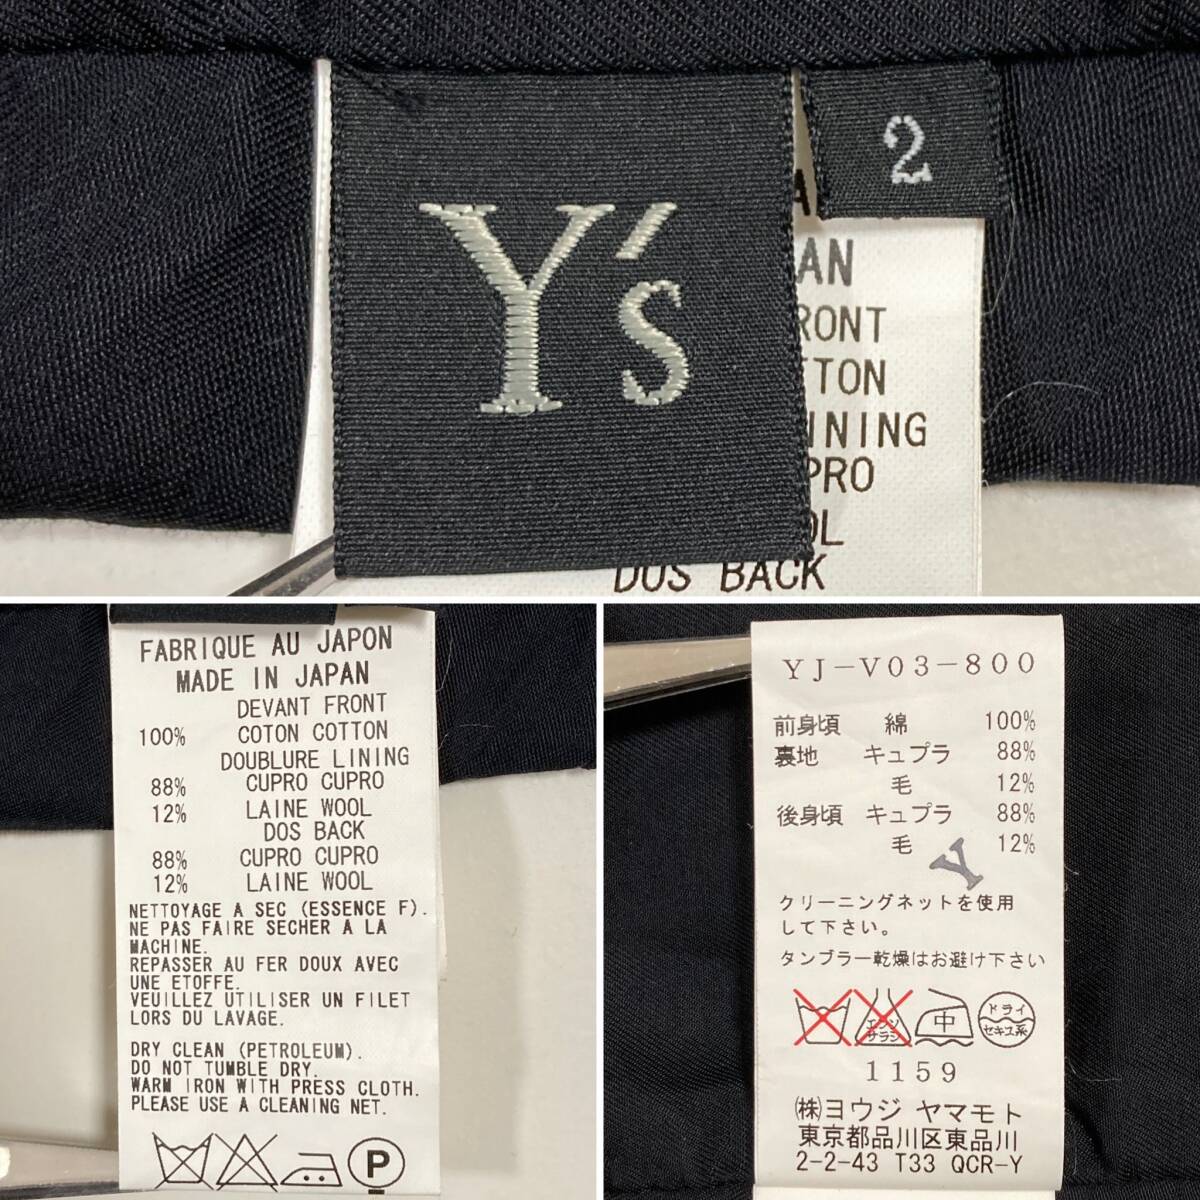 Y's
2
AN
RONT
TTON
INING
PRO
OL
DOS BACK
FABRIQUE AU JAPON
MADE IN JAPAN
DEVANT FRONT
100% COTON COTTON
DOUBLURE LINING
88% CUPRO CUPRO
12% LAINE WOOL
DOS BACK
88% CUPRO CUPRO
12% LAINE WOOL
NETTOYAGE A SEC (ESSENCE F).
NE PAS FAIRE SECHER A LA
MACHINE.
REPASSER AU FER DOUX AVEC
UNE ETOFFE.
VEUILLEZ UTILISER UN FILET
LORS DU LAVAGE.
DRY CLEAN (PETROLEUM).
DO NOT TUMBLE DRY.
WARM IRON WITH PRESS CLOTH.
PLEASE USE A CLEANING NET.
P
YJ-V03-800
前身頃 綿 100%
裏地 キュプラ 88%
毛 12%
後身頃 キュプラ 88%
毛 12%
Y
クリーニングネットを使用
して下さい。
タンブラー乾燥はお避け下さい
エンソ サラシ 中 ドライ セキユ系
1159
㈱ヨウジ ヤマモト
東京都品川区東品川
2-2-43 T33 QCR-Y